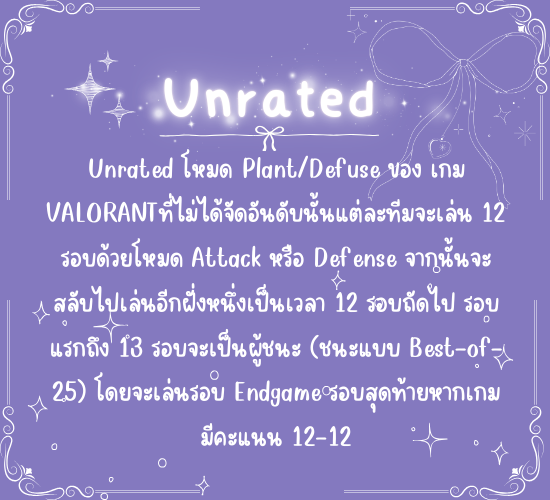 Unrated
Unrated โหมด Plant/Defuse ของ เกม
VALORANTที่ไม่ได้จัดอันดับนั้นแต่ละทีมจะเล่น 12
รอบด้วยโหมด Attack หรือ Defense จากนั้นจะ
สลับไปเล่นอีกฝั่งหนึ่งเป็นเวลา 12 รอบถัดไป รอบ
แรกถึง 13 รอบจะเป็นผู้ชนะ (ชนะแบบ Best-of-
25) โดยจะเล่นรอบ Endgame รอบสุดท้ายหากเกม
มีคะแนน 12-12